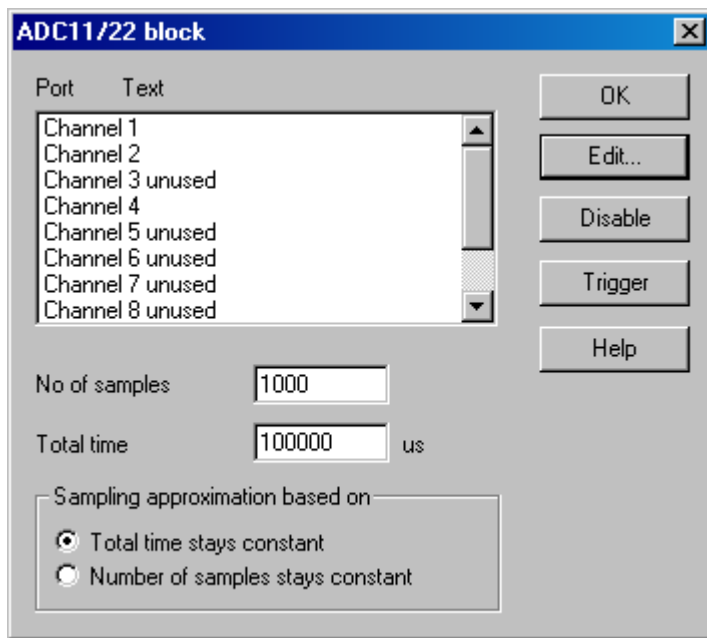 ADC11/22 block
Port Text
Channel 1
Channel 2
Channel 3 unused
Channel 4
Channel 5 unused
Channel 6 unused
Channel 7 unused
Channel 8 unused
OK
Edit...
Disable
Trigger
Help
No of samples 1000
Total time 100000 us
Sampling approximation based on
Total time stays constant
Number of samples stays constant